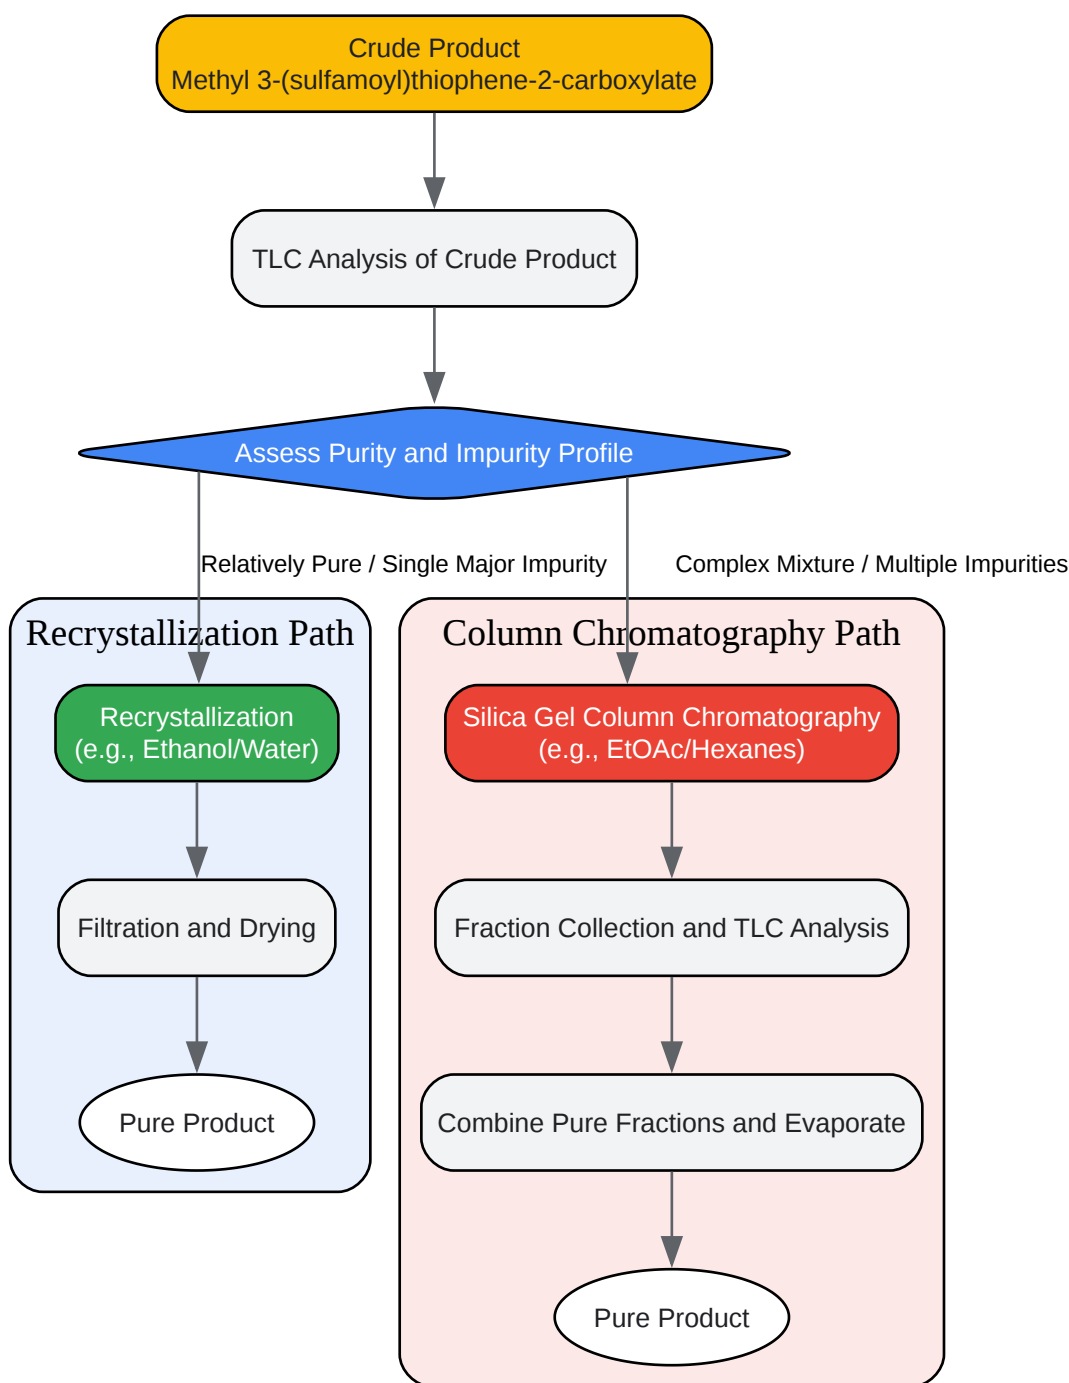 Crude Product
Methyl 3-(sulfamoyl)thiophene-2-carboxylate
TLC Analysis of Crude Product
Assess Purity and Impurity Profile
Relatively Pure / Single Major Impurity
Complex Mixture / Multiple Impurities
Recrystallization Path
Recrystallization
(e.g., Ethanol/Water)
Filtration and Drying
Pure Product
Column Chromatography Path
Silica Gel Column Chromatography
(e.g., EtOAc/Hexanes)
Fraction Collection and TLC Analysis
Combine Pure Fractions and Evaporate
Pure Product